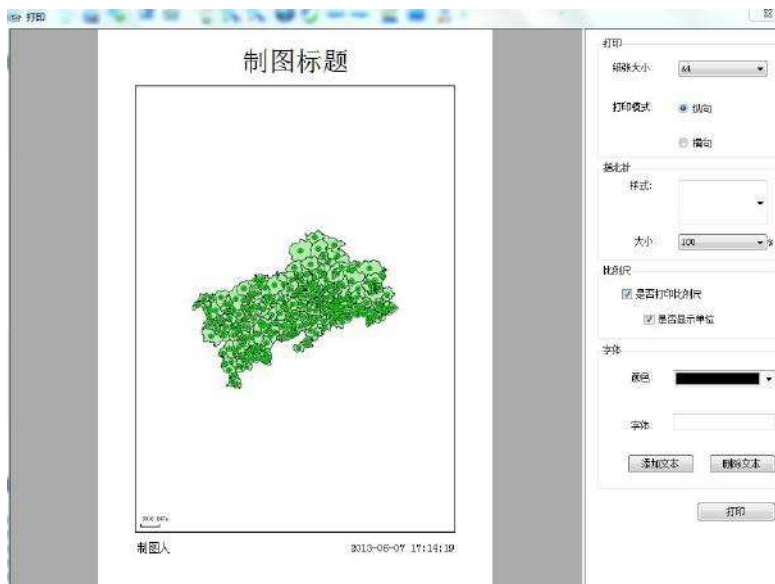 打印
制图标题
制图人
2013-06-07 17:14:19
打印
纸张大小: A4
打印模式 纵向
横向
指北针
样式:
大小: 100 %
比例尺
是否打印比例尺
是否显示单位
字体
颜色
字体
添加文本 删除文本
打印